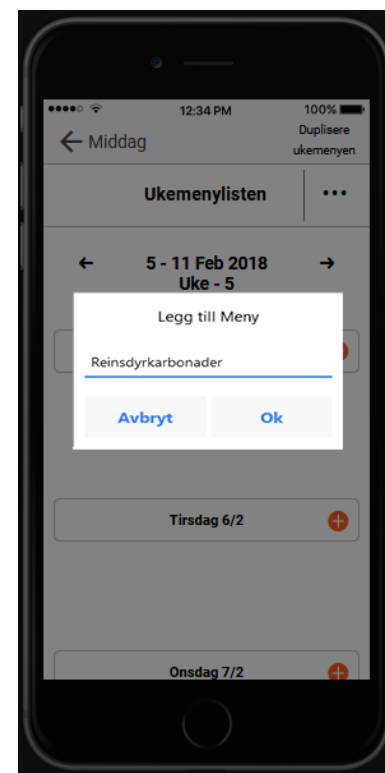 12:34 PM
100%
Middag
Duplisere
ukemenyen
Ukemenylisten
5 - 11 Feb 2018
Uke - 5
Legg till Meny
Reinsdyrkarbonader
Avbryt
Ok
Tirsdag 6/2
Onsdag 7/2